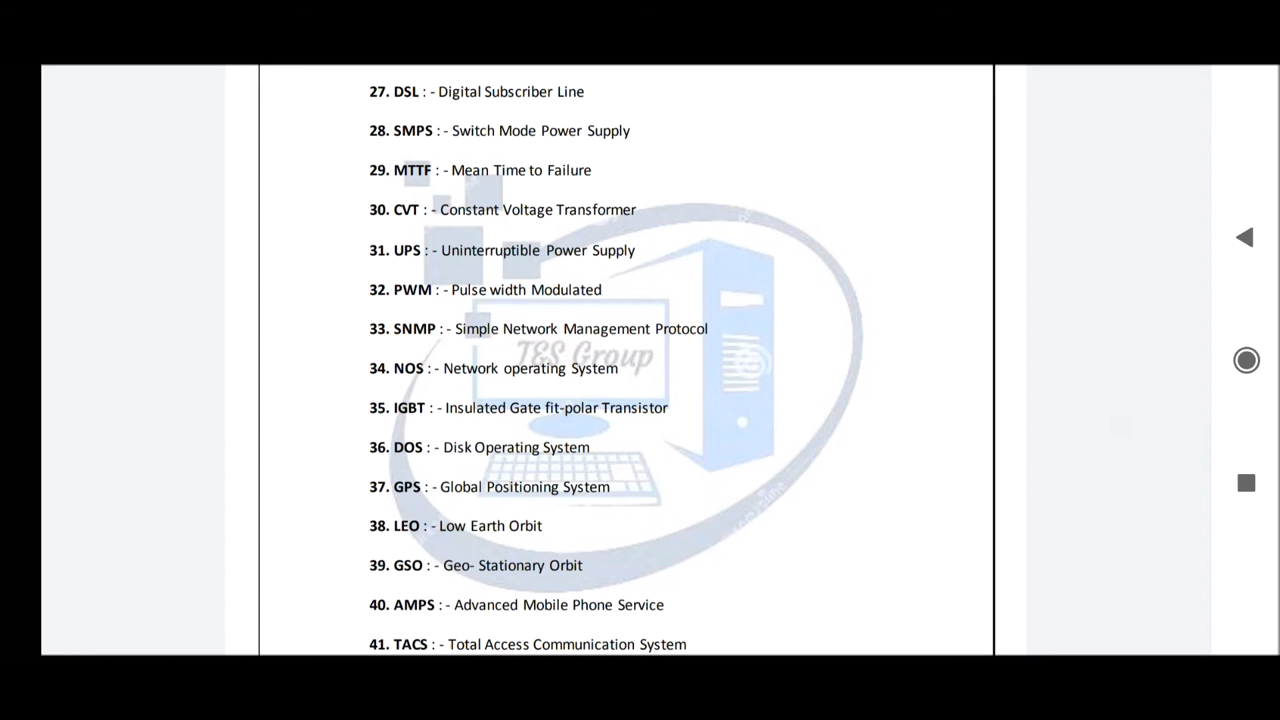 27. DSL : - Digital Subscriber Line
28. SMPS : - Switch Mode Power Supply
29. MTTF : - Mean Time to Failure
30. CVT : - Constant Voltage Transformer
31. UPS : - Uninterruptible Power Supply
32. PWM : - Pulse width Modulated
33. SNMP : - Simple Network Management Protocol
T&S Group
34. NOS : - Network operating System
35. IGBT : - Insulated Gate fit-polar Transistor
36. DOS : - Disk Operating System
37. GPS : - Global Positioning System
38. LEO : - Low Earth Orbit
39. GSO : - Geo- Stationary Orbit
40. AMPS : - Advanced Mobile Phone Service
41. TACS : - Total Access Communication System